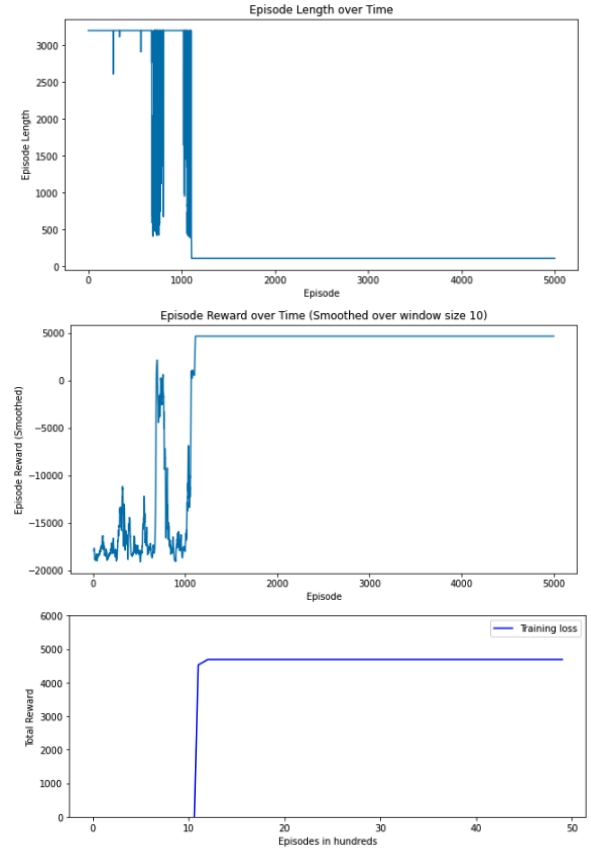 Episode Length over Time
3000
2500
2000
1500
1000
500
0
Episode Length
0 1000 2000 3000 4000 5000
Episode
Episode Reward over Time (Smoothed over window size 10)
5000
0
−5000
−10000
−15000
−20000
Episode Reward (Smoothed)
0 1000 2000 3000 4000 5000
Episode
6000
5000
4000
3000
2000
1000
0
Total Reward
Training loss
0 10 20 30 40 50
Episodes in hundreds